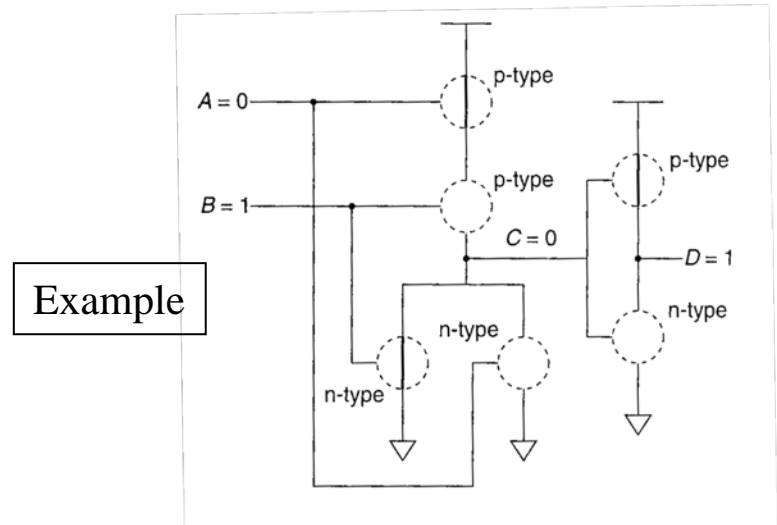 p-type
A = 0
p-type
p-type
B = 1
C = 0
D = 1
Example
n-type
n-type
n-type